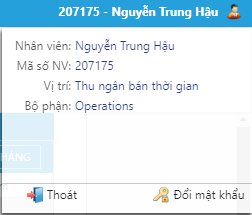 207175 - Nguyễn Trung Hậu
Nhân viên: Nguyễn Trung Hậu
Mã số NV: 207175
Vị trí: Thu ngân bán thời gian
Bộ phận: Operations
HÀNG
Thoát Đổi mật khẩu